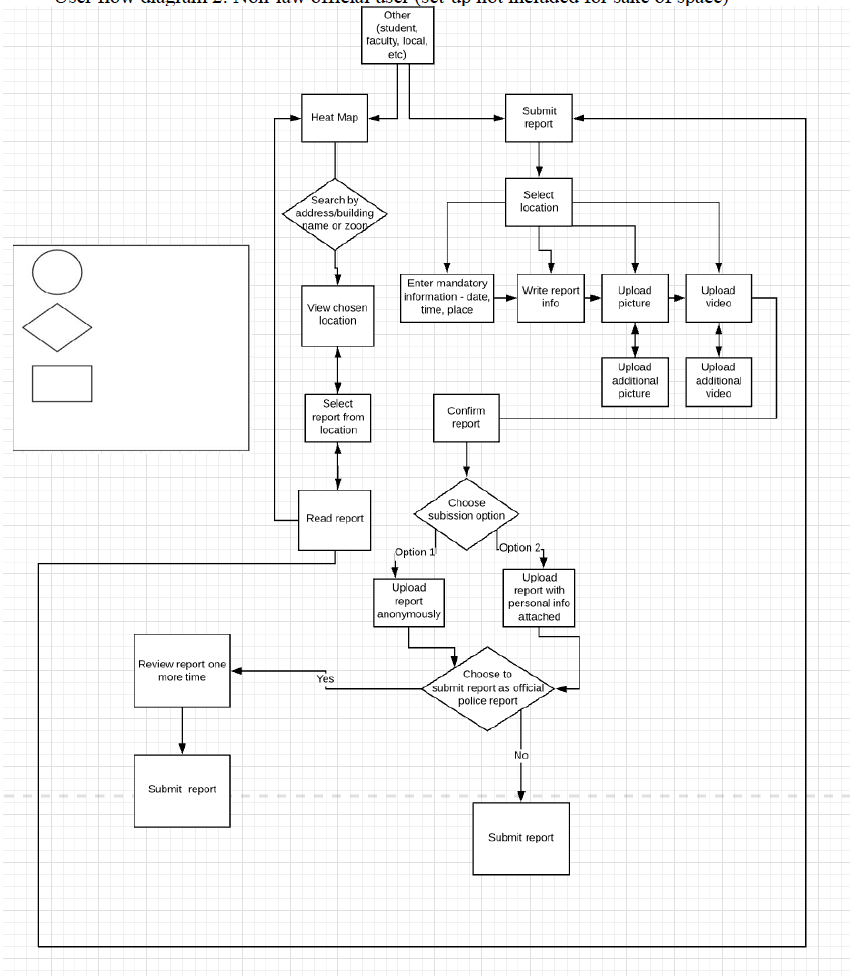 User flow diagram 2: Non-law official user (set-up not included for sake of space)
Other
(student,
faculty, local,
etc)
Heat Map
Submit
report
Search by
address/building
name or zoom
Select
location
Enter mandatory
information - date,
time, place
Write report
info
Upload
picture
Upload
video
View chosen
location
Upload
additional
picture
Upload
additional
video
Select
report from
location
Confirm
report
Read report
Choose
subission option
Option 1
Option 2
Upload
report
anonymously
Upload
report with
personal info
attached
Review report one
more time
Yes
Choose to
submit report as official
police report
No
Submit report
Submit report